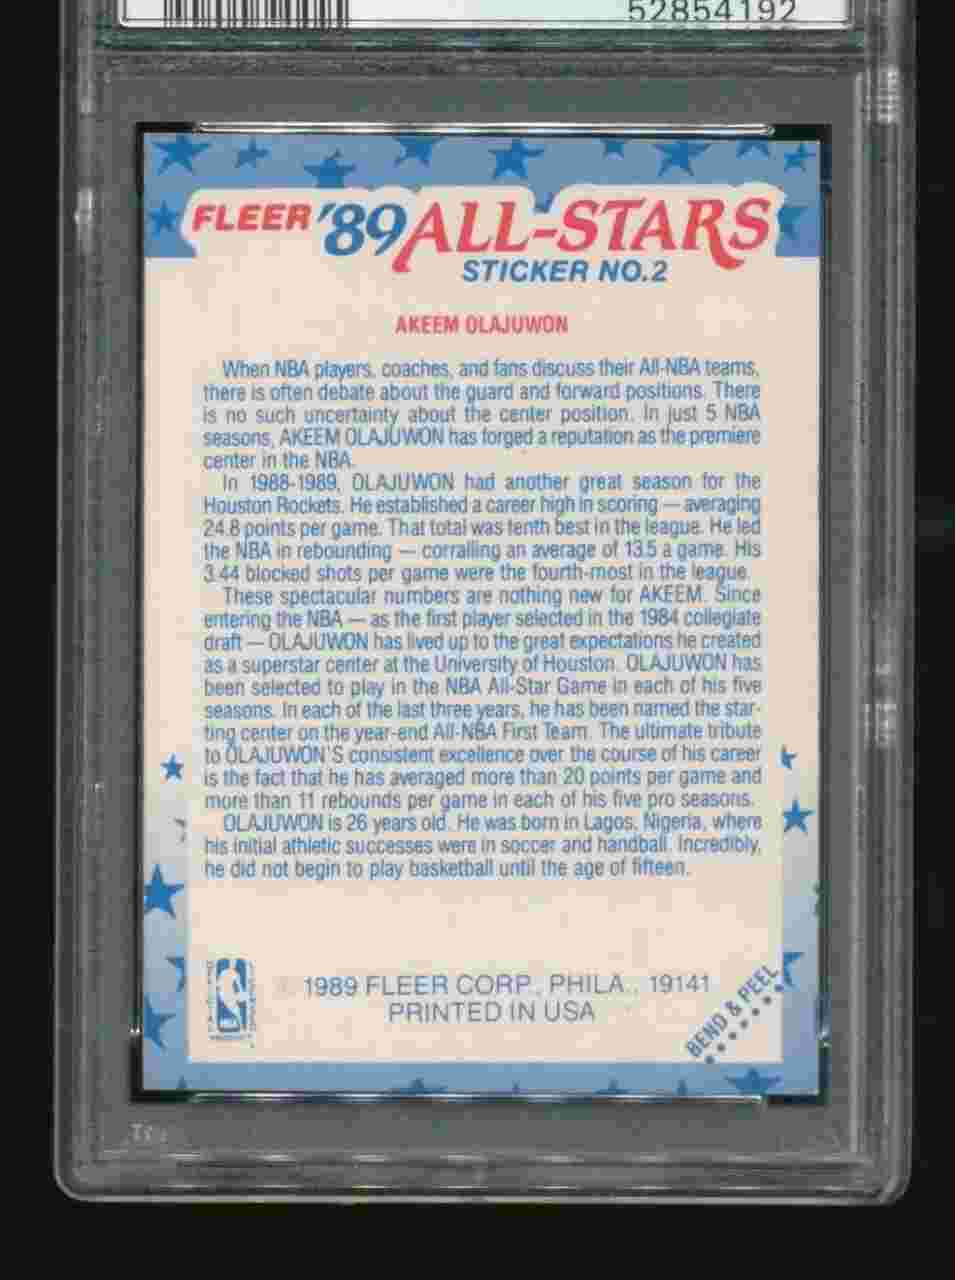 52854192
FLEER '89 ALL-STARS
STICKER NO.2
AKEEM OLAJUWON
When NBA players, coaches, and fans discuss their All-NBA teams,
there is often debate about the guard and forward positions. There
is no such uncertainty about the center position. In just 5 NBA
seasons, AKEEM OLAJUWON has forged a reputation as the premiere
center in the NBA.
In 1988-1989, OLAJUWON had another great season for the
Houston Rockets. He established a career high in scoring — averaging
24.8 points per game. That total was tenth best in the league. He led
the NBA in rebounding — corralling an average of 13.5 a game. His
3.44 blocked shots per game were the fourth-most in the league.
These spectacular numbers are nothing new for AKEEM. Since
entering the NBA — as the first player selected in the 1984 collegiate
draft — OLAJUWON has lived up to the great expectations he created
as a superstar center at the University of Houston. OLAJUWON has
been selected to play in the NBA All-Star Game in each of his five
seasons. In each of the last three years, he has been named the star-
ting center on the year-end All-NBA First Team. The ultimate tribute
to OLAJUWON'S consistent excellence over the course of his career
is the fact that he has averaged more than 20 points per game and
more than 11 rebounds per game in each of his five pro seasons.
OLAJUWON is 26 years old. He was born in Lagos, Nigeria, where
his initial athletic successes were in soccer and handball. Incredibly,
he did not begin to play basketball until the age of fifteen.
1989 FLEER CORP., PHILA., 19141
PRINTED IN USA
BEND & PEEL